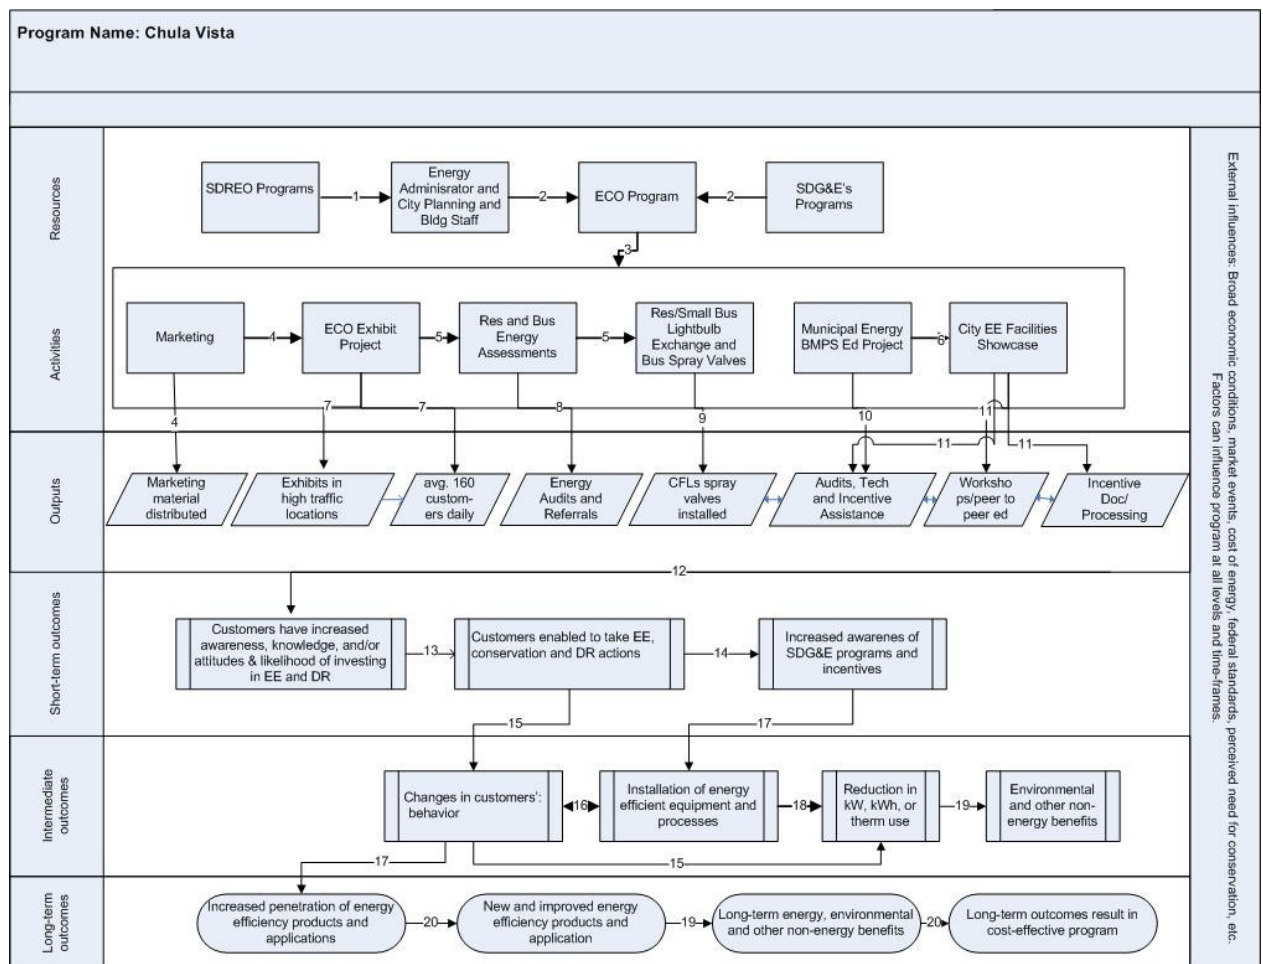 Program Name: Chula Vista
Resources
SDREO Programs
1
Energy
Adminisrator and
City Planning and
Bldg Staff
2
ECO Program
2
SDG&E's
Programs
3
Activities
Marketing
4
ECO Exhibit
Project
5
Res and Bus
Energy
Assessments
5
Res/Small Bus
Lightbulb
Exchange and
Bus Spray Valves
Municipal Energy
BMPS Ed Project
6
City EE Facilities
Showcase
4
7
7
8
9
10
11
11
11
Outputs
Marketing
material
distributed
Exhibits in
high traffic
locations
avg. 160
custom-
ers daily
Energy
Audits and
Referrals
CFLs spray
valves
installed
Audits, Tech
and Incentive
Assistance
Worksho
ps/peer to
peer ed
Incentive
Doc/
Processing
12
Short-term outcomes
Customers have increased
awareness, knowledge, and/or
attitudes & likelihood of investing
in EE and DR
13
Customers enabled to take EE,
conservation and DR actions
14
Increased awarenes of
SDG&E programs and
incentives
15
17
Intermediate
outcomes
Changes in customers':
behavior
16
Installation of energy
efficient equipment and
processes
18
Reduction in
kW, kWh, or
therm use
19
Environmental
and other non-
energy benefits
17
15
Long-term
outcomes
Increased penetration of energy
efficiency products and
applications
20
New and improved energy
efficiency products and
application
19
Long-term energy, environmental
and other non-energy benefits
20
Long-term outcomes result in
cost-effective program
External influences: Broad economic conditions, market events, cost of energy, federal standards, perceived need for conservation, etc.
Factors can influence program at all levels and time-frames.